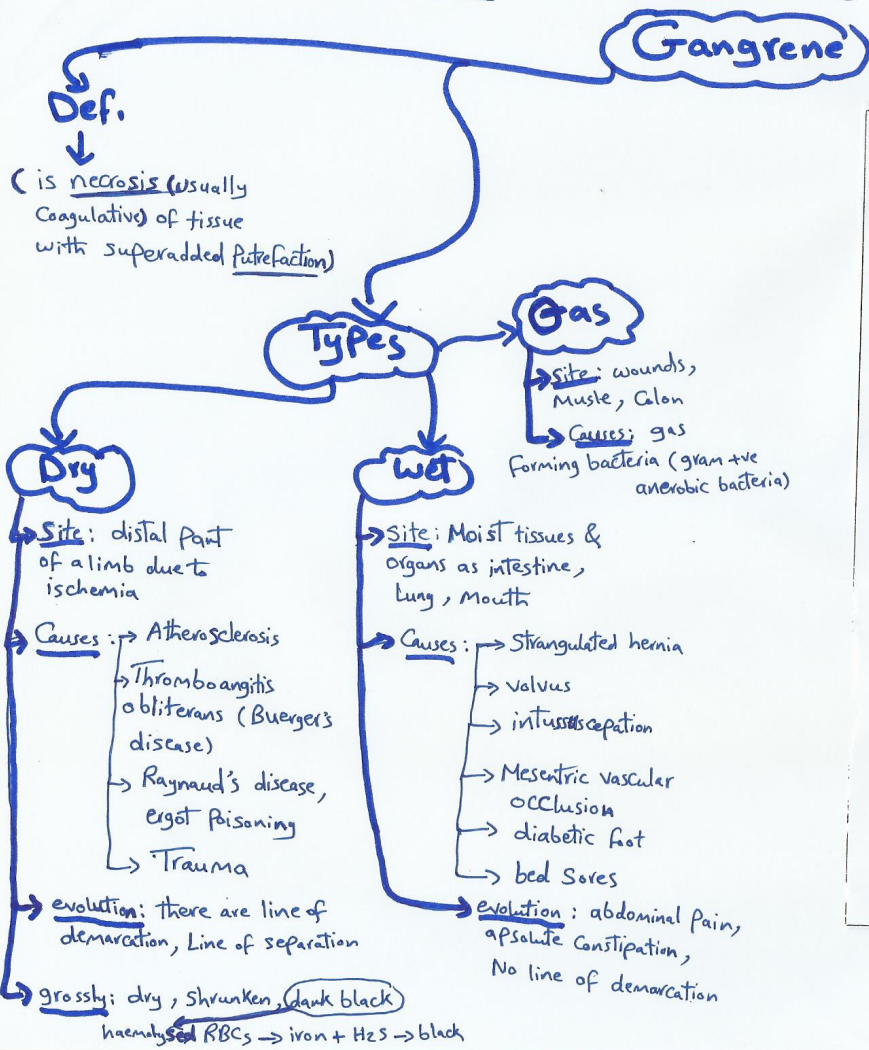 Gangrene
Def.
( is necrosis (usually
Coagulative) of tissue
with superadded Putrefaction)
Types
Gas
Site: wounds,
Musle, Colon
Causes: gas
Forming bacteria (gram +ve
anerobic bacteria)
Dry
Site: distal part
of a limb due to
ischemia
Causes:
Atherosclerosis
Thromboangitis
obliterans (Buerger's
disease)
Raynaud's disease,
ergot Poisoning
Trauma
evolution: there are line of
demarcation, Line of separation
grossly: dry, Shrunken, dark black
haemolysed RBCs → iron + H2S → black
Wet
Site: Moist tissues &
organs as intestine,
Lung, Mouth
Causes:
Strangulated hernia
volvus
intussuscepation
Mesentric vascular
occlusion
diabetic foot
bed Sores
evolution: abdominal Pain,
apsolute Constipation,
No line of demarcation